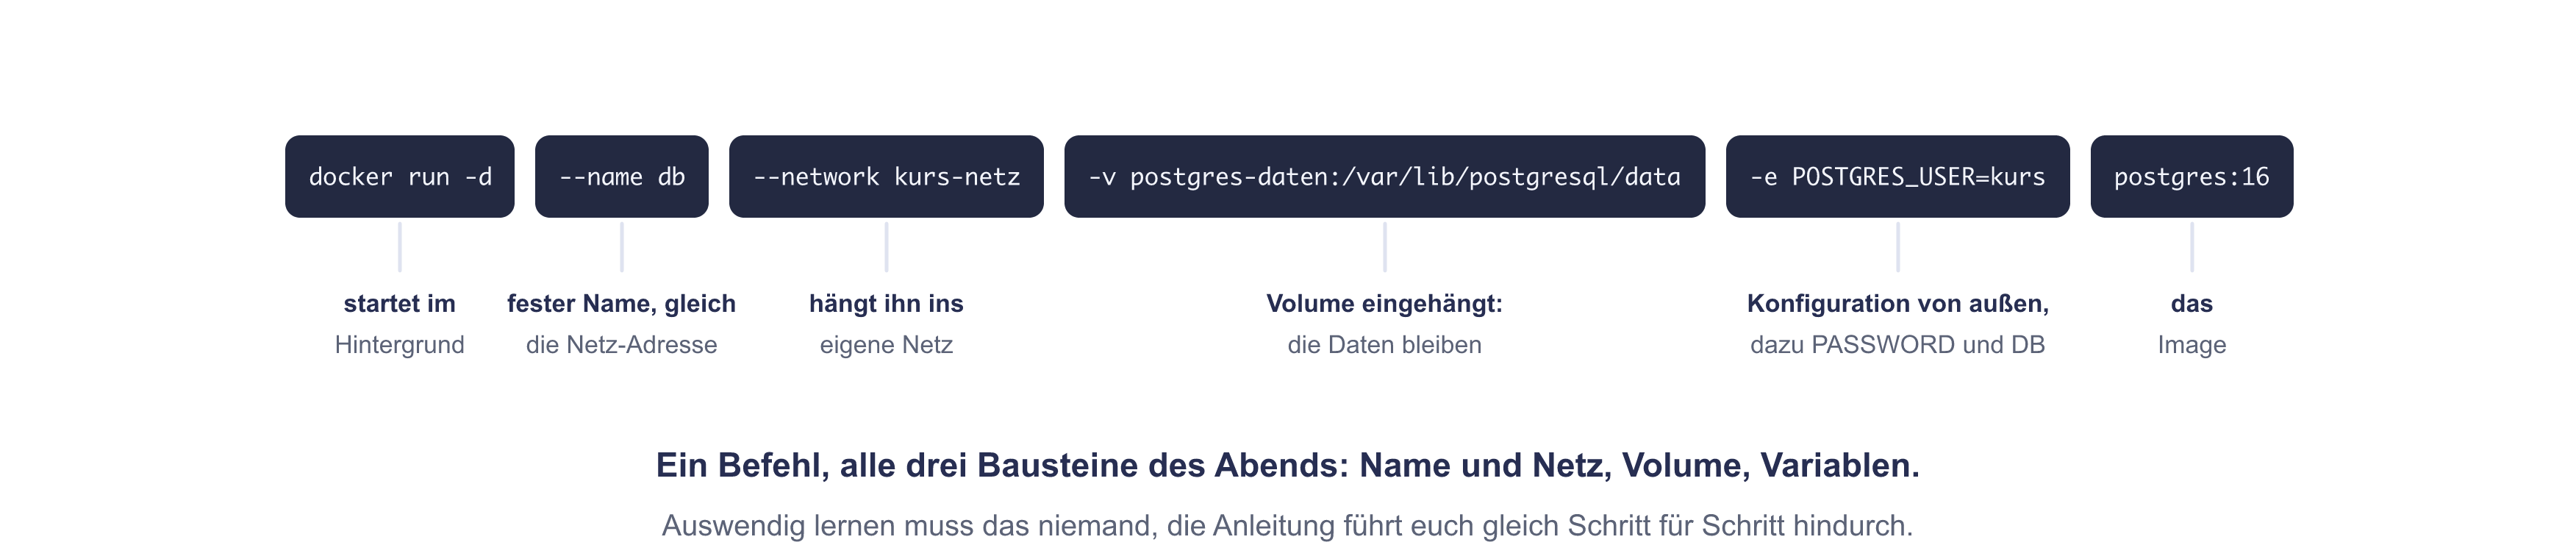 docker run -d --name db --network kurs-netz -v postgres-daten:/var/lib/postgresql/data -e POSTGRES_USER=kurs postgres:16
startet im
Hintergrund
fester Name, gleich
die Netz-Adresse
hängt ihn ins
eigene Netz
Volume eingehängt:
die Daten bleiben
Konfiguration von außen,
dazu PASSWORD und DB
das
Image
Ein Befehl, alle drei Bausteine des Abends: Name und Netz, Volume, Variablen.
Auswendig lernen muss das niemand, die Anleitung führt euch gleich Schritt für Schritt hindurch.